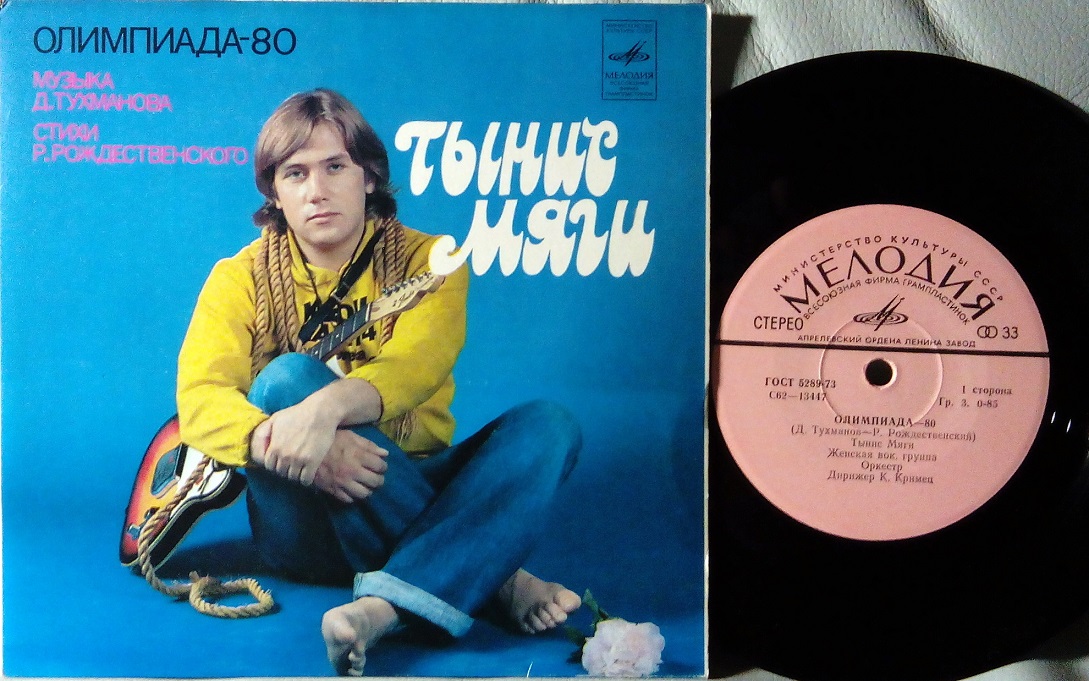 ОЛИМПИАДА-80
МУЗЫКА
Д.ТУХМАНОВА
СТИХИ
Р.РОЖДЕСТВЕНСКОГО
МЕЛОДИЯ
Тынис
Мяги
МИНИСТЕРСТВО КУЛЬТУРЫ СССР
МЕЛОДИЯ
ВСЕСОЮЗНАЯ ФИРМА ГРАМПЛАСТИНОК
СТЕРЕО
33
АПРЕЛЕВСКИЙ ОРДЕНА ЛЕНИНА ЗАВОД
ГОСТ 5289-73
С62—13447
1 сторона
Гр. 3. 0-85
ОЛИМПИАДА—80
(Д. Тухманов—Р. Рождественский)
Тынис Мяги
Женская вок. группа
Оркестр
Дирижер К. Кримец